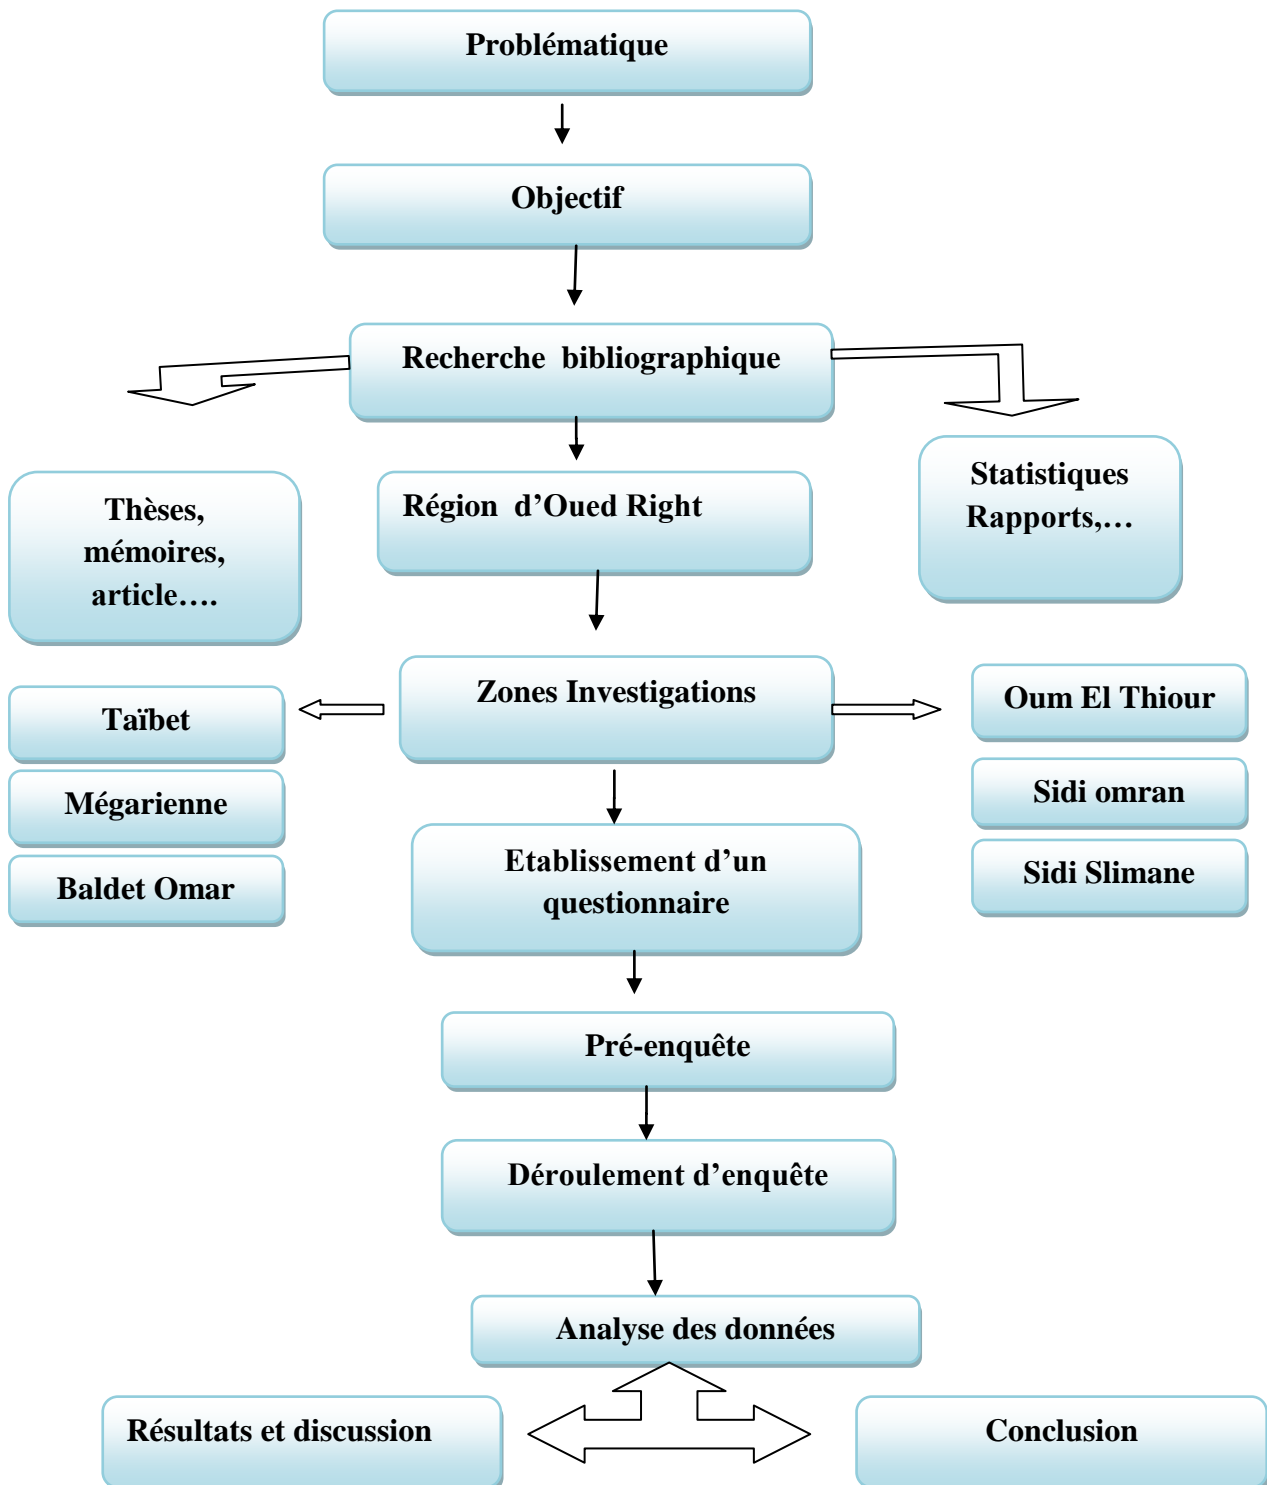 Problématique
Objectif
Recherche bibliographique
Thèses,
mémoires,
article….
Région d’Oued Right
Statistiques
Rapports,…
Zones Investigations
Taïbet
Mégarienne
Baldet Omar
Oum El Thiour
Sidi omran
Sidi Slimane
Etablissement d’un
questionnaire
Pré-enquête
Déroulement d’enquête
Analyse des données
Résultats et discussion
Conclusion